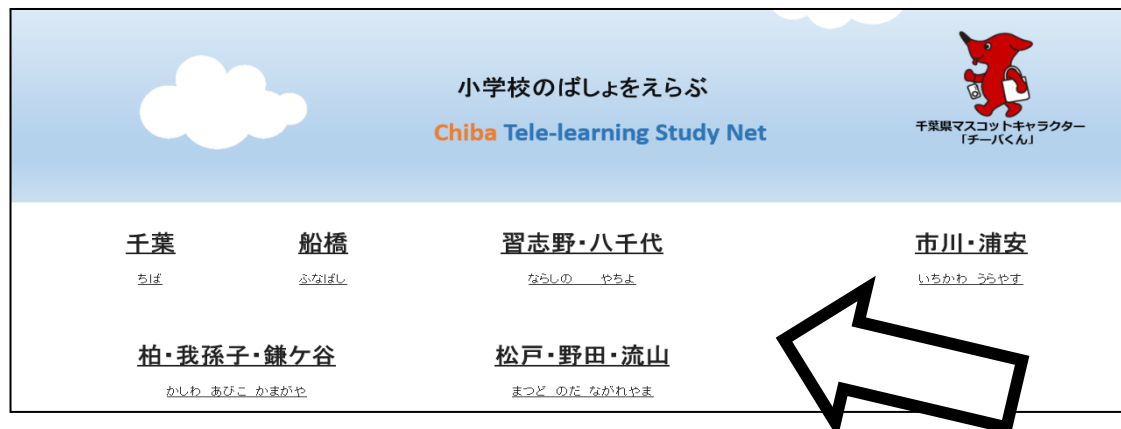 小学校のばしょをえらぶ
Chiba Tele-learning Study Net
千葉県マスコットキャラクター
「チーバくん」
千葉 船橋 習志野・八千代 市川・浦安
ちば ふなばし ならしの やちよ いちかわ うらやす
柏・我孫子・鎌ケ谷 松戸・野田・流山
かしわ あびこ かまがや まつど のだ ながれやま